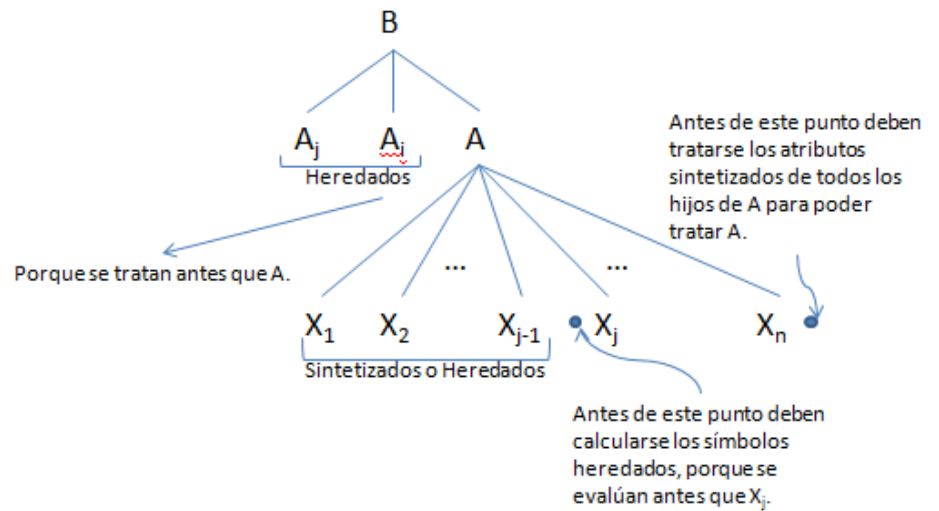 B
Aj Ai A
Heredados
Antes de este punto deben
tratarse los atributos
sintetizados de todos los
hijos de A para poder
tratar A.
Porque se tratan antes que A.
... ...
X1 X2 Xj-1 Xj Xn
Sintetizados o Heredados
Antes de este punto deben
calcularse los símbolos
heredados, porque se
evalúan antes que Xj.